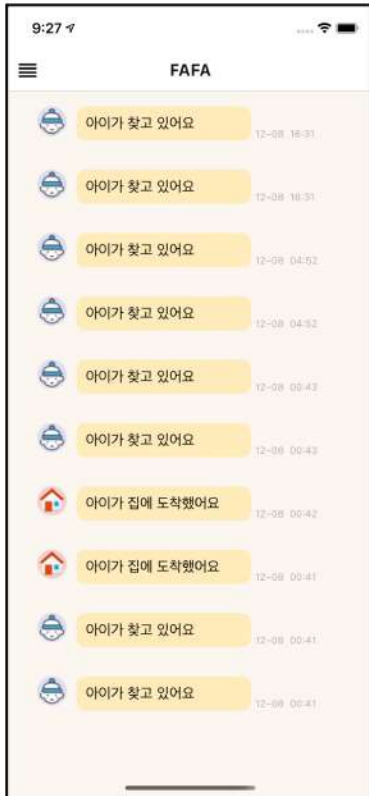 9:27
FAFA
아이가 찾고 있어요
12-08 16:31
아이가 찾고 있어요
12-08 16:31
아이가 찾고 있어요
12-08 04:52
아이가 찾고 있어요
12-08 04:52
아이가 찾고 있어요
12-08 00:43
아이가 찾고 있어요
12-08 00:43
아이가 집에 도착했어요
12-08 00:42
아이가 집에 도착했어요
12-08 00:41
아이가 찾고 있어요
12-08 00:41
아이가 찾고 있어요
12-08 00:41